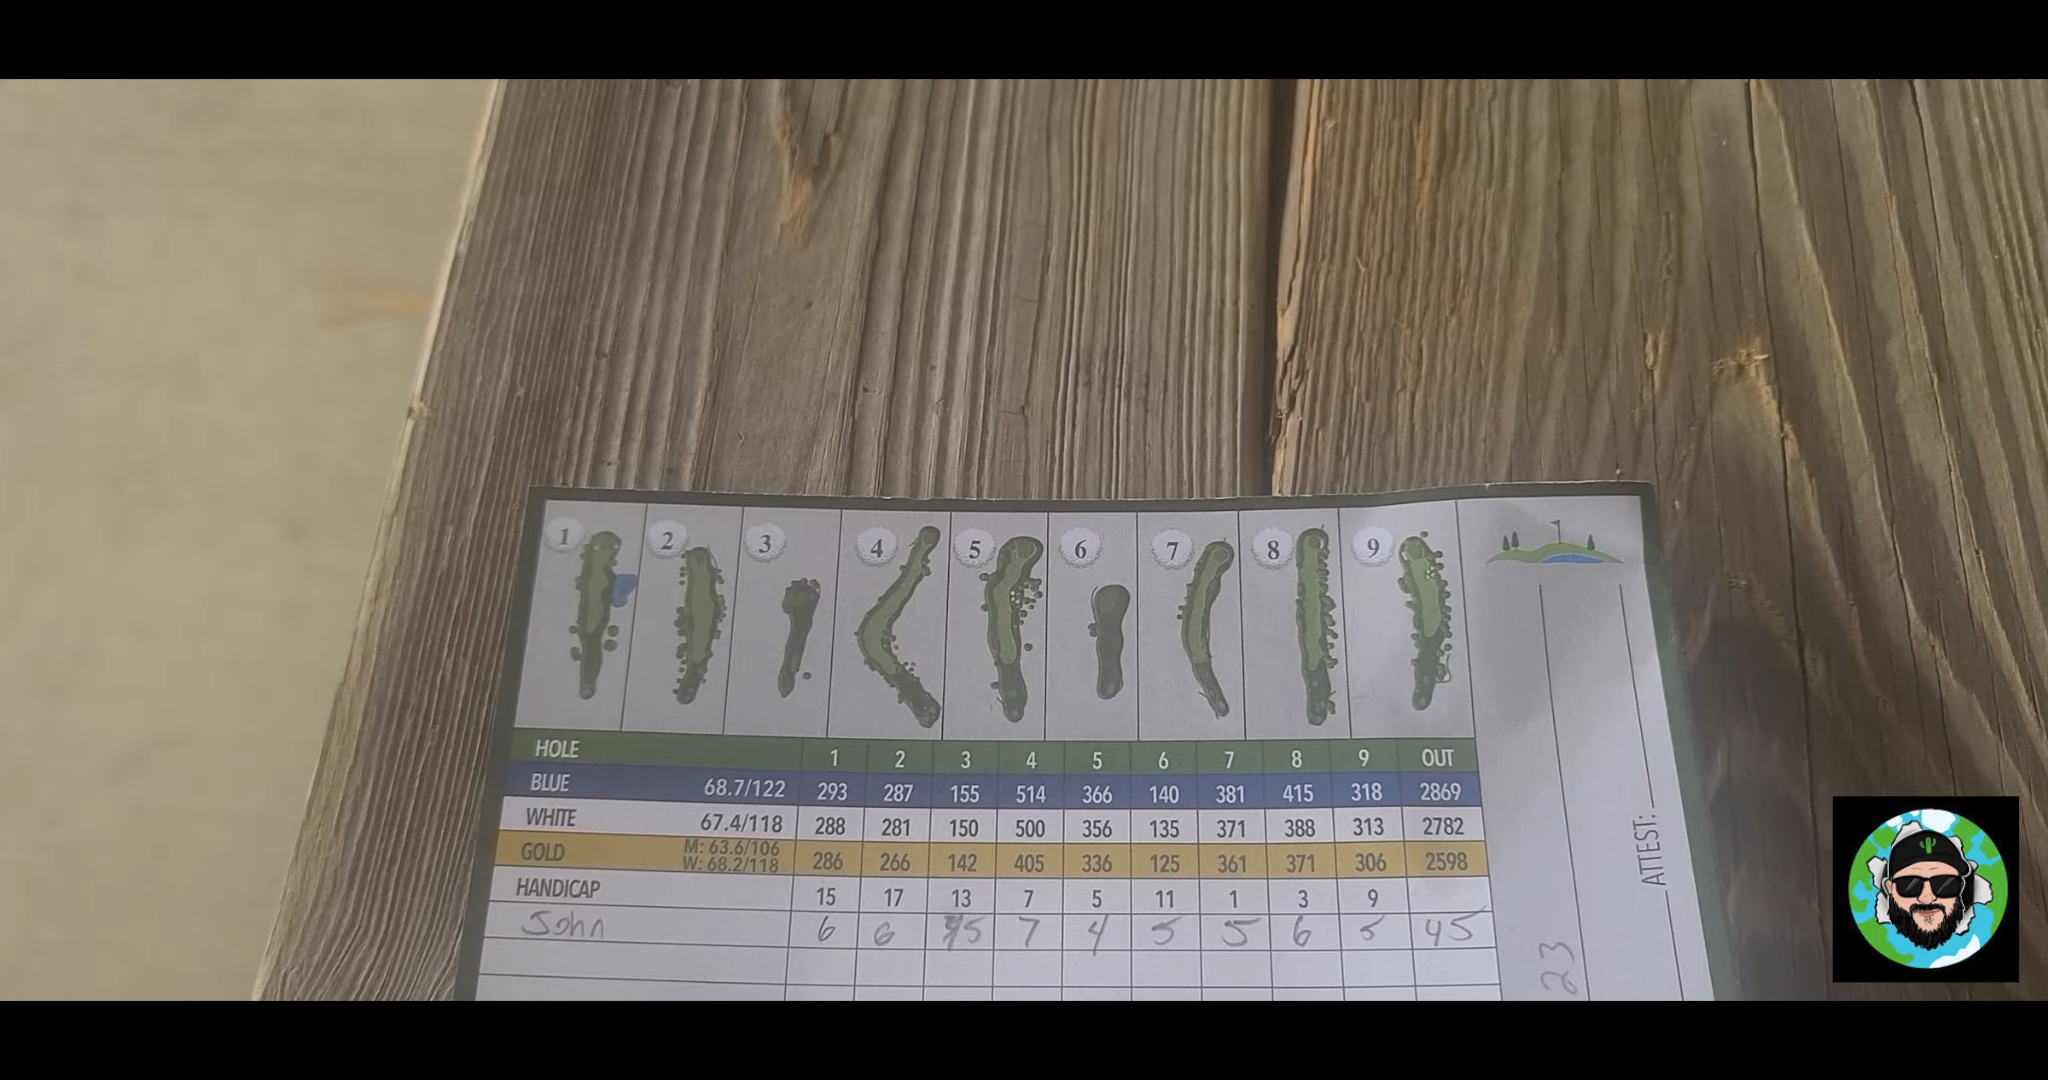 1 2 3 4 5 6 7 8 9
HOLE 1 2 3 4 5 6 7 8 9 OUT
BLUE 68.7/122 293 287 155 514 366 140 381 415 318 2869
WHITE 67.4/118 288 281 150 500 356 135 371 388 313 2782
GOLD M: 63.6/106 W: 68.2/118 286 266 142 405 336 125 361 371 306 2598
HANDICAP 15 17 13 7 5 11 1 3 9
John 6 6 5 7 4 5 5 6 5 45
23
ATTEST: